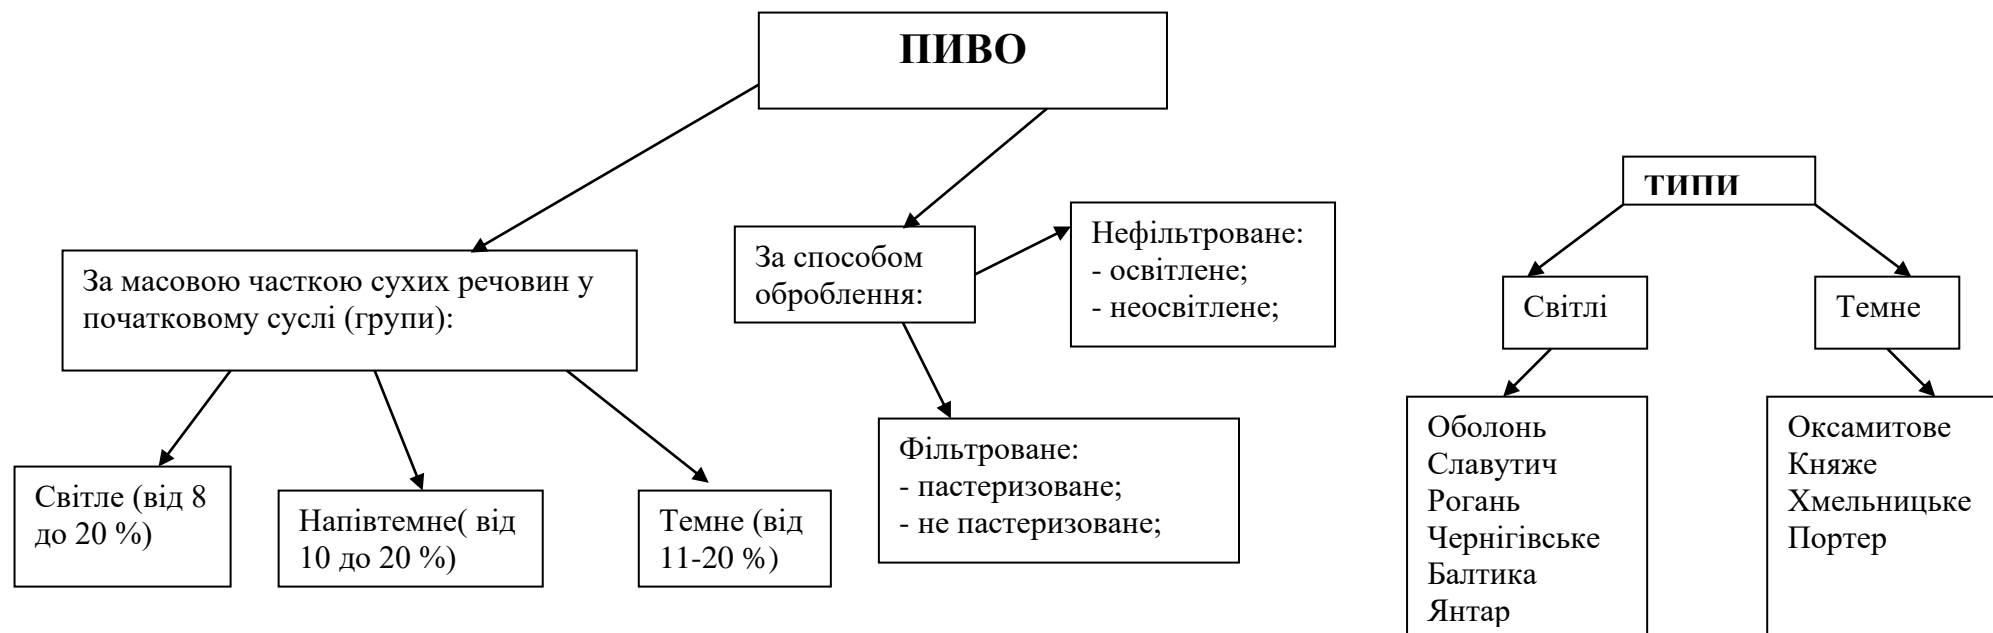 ПИВО
За масовою часткою сухих речовин у
початковому суслі (групи):
Світле (від 8
до 20 %)
Напівтемне( від
10 до 20 %)
Темне (від
11-20 %)
За способом
оброблення:
Нефільтроване:
- освітлене;
- неосвітлене;
Фільтроване:
- пастеризоване;
- не пастеризоване;
ТИПИ
Світлі
Оболонь
Славутич
Рогань
Чернігівське
Балтика
Янтар
Темне
Оксамитове
Княже
Хмельницьке
Портер